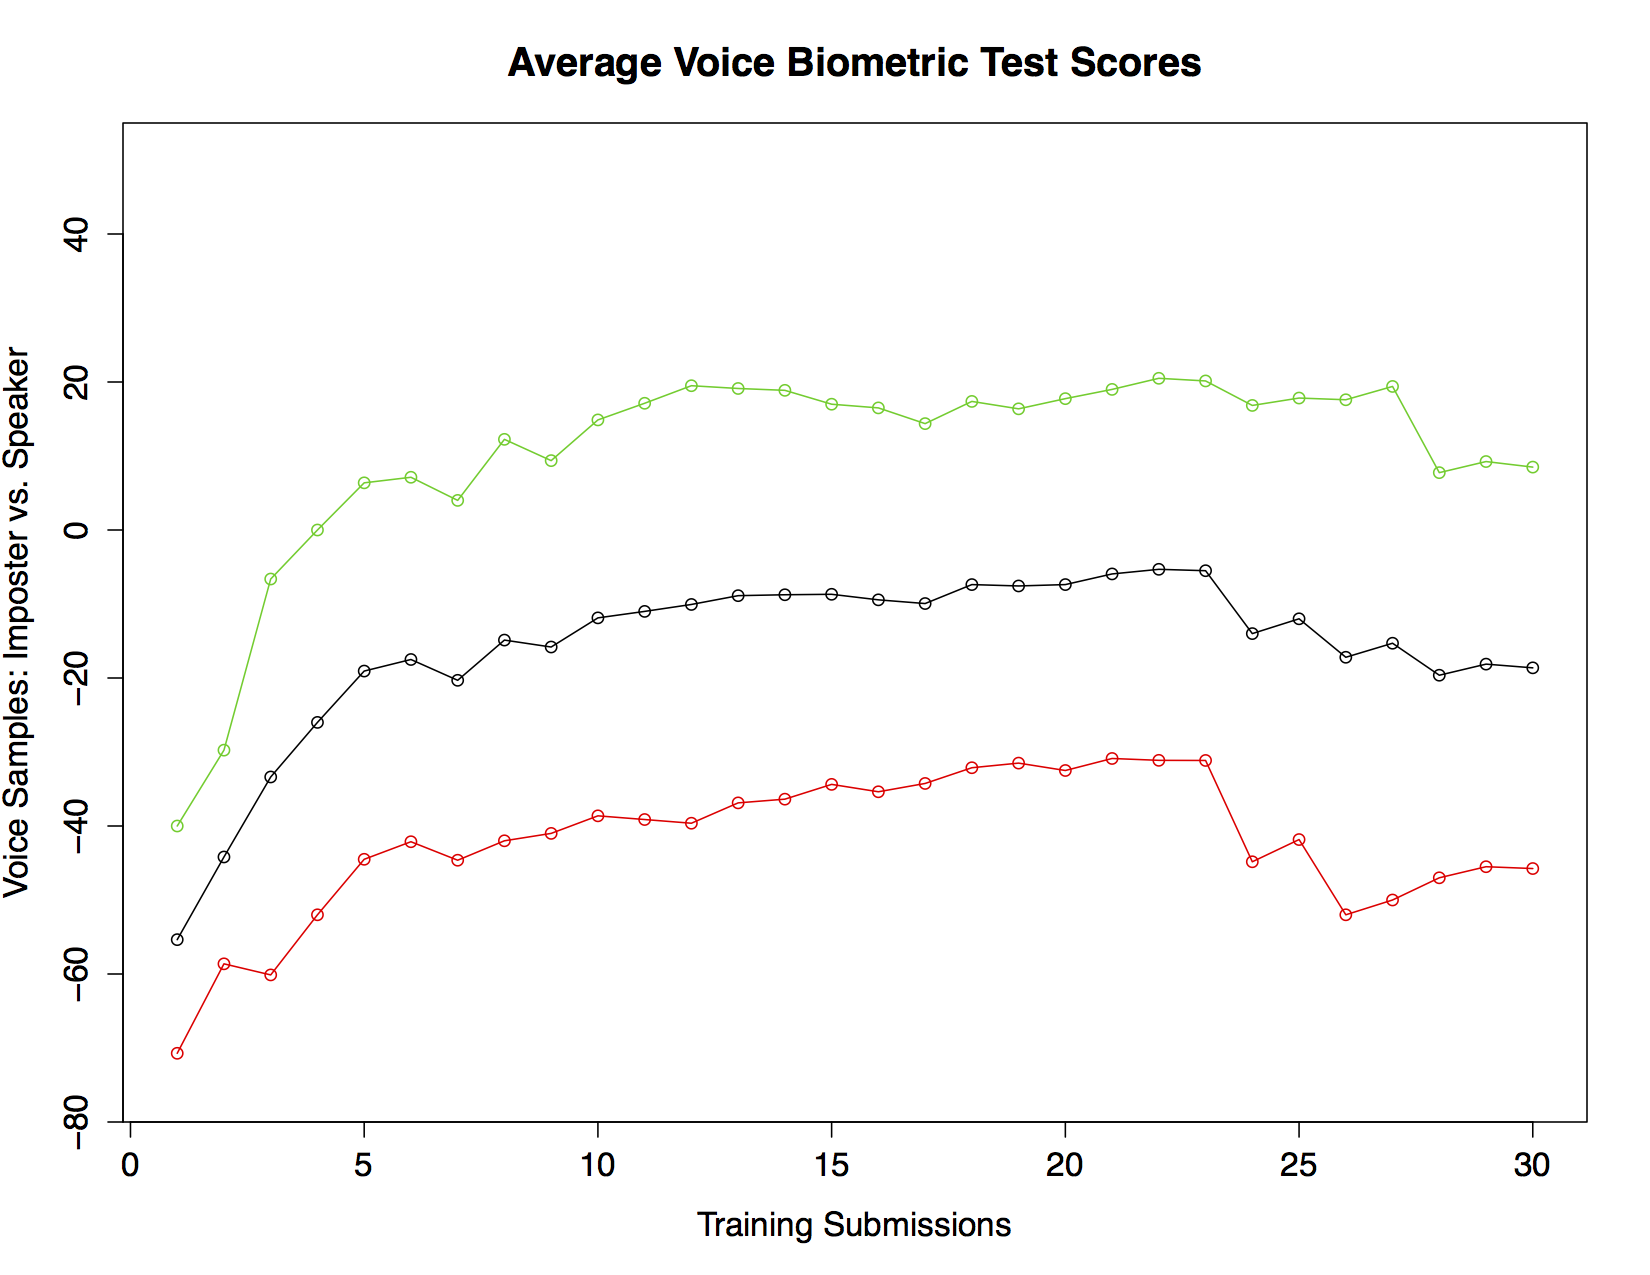 Average Voice Biometric Test Scores
Voice Samples: Imposter vs. Speaker
40
20
0
−20
−40
−60
−80
0 5 10 15 20 25 30
Training Submissions